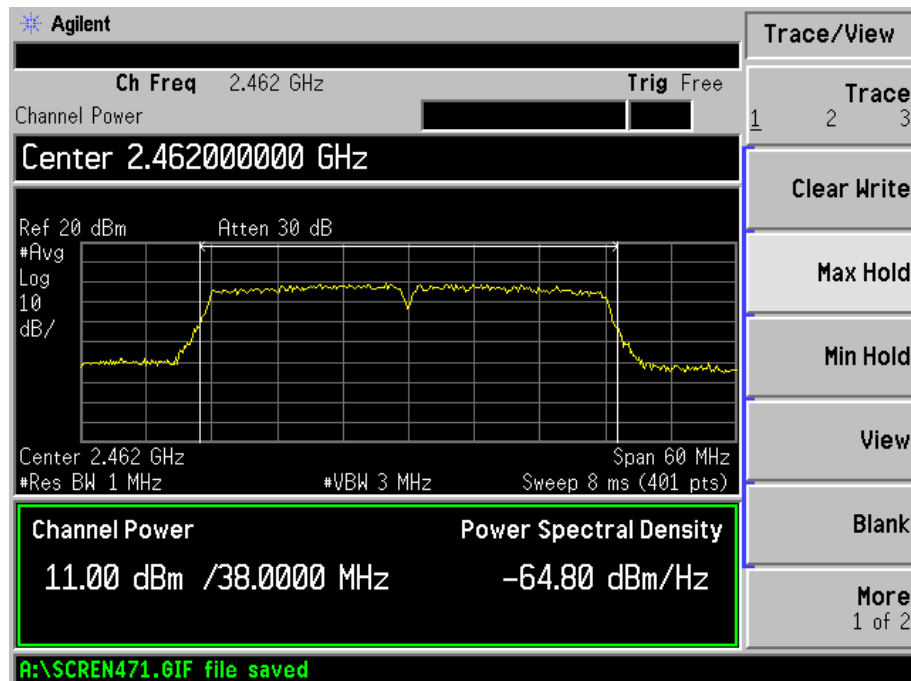 Agilent
Trace/View
Ch Freq 2.462 GHz Trig Free
Channel Power
Trace
1 2 3
Center 2.462000000 GHz
Clear Write
Ref 20 dBm Atten 30 dB
#Avg
Log
10
dB/
Max Hold
Min Hold
View
Center 2.462 GHz Span 60 MHz
#Res BW 1 MHz #VBW 3 MHz Sweep 8 ms (401 pts)
Channel Power Power Spectral Density
11.00 dBm /38.0000 MHz -64.80 dBm/Hz
Blank
More
1 of 2
A:\SCREN471.GIF file saved